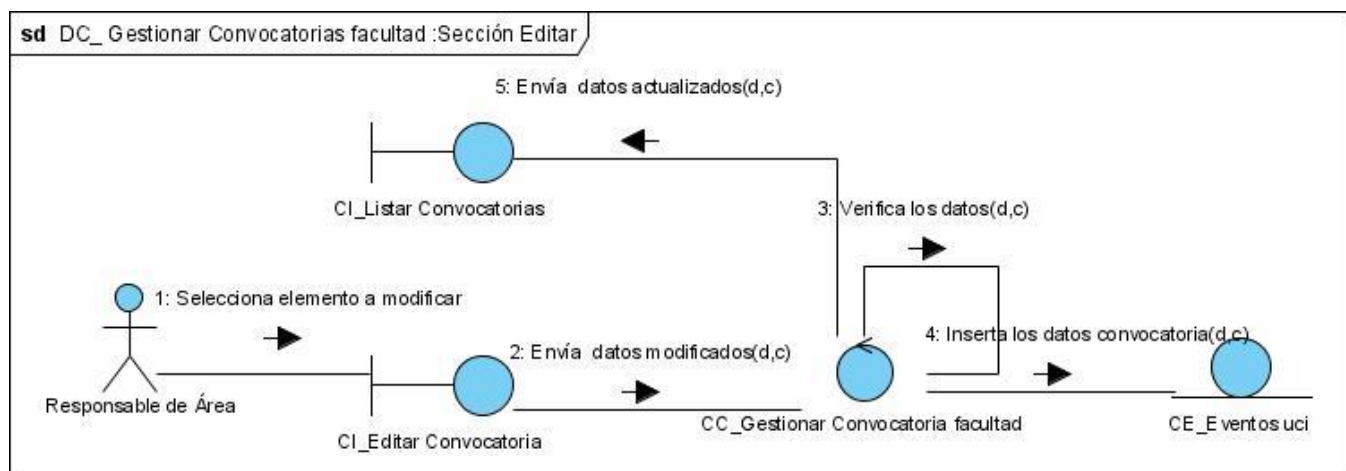 sd DC_ Gestionar Convocatorias facultad :Sección Editar
5: Envía datos actualizados(d,c)
CI_Listar Convocatorias
3: Verifica los datos(d,c)
1: Selecciona elemento a modificar
2: Envía datos modificados(d,c)
4: Inserta los datos convocatoria(d,c)
Responsable de Área
CI_Editar Convocatoria
CC_Gestionar Convocatoria facultad
CE_Eventos uci